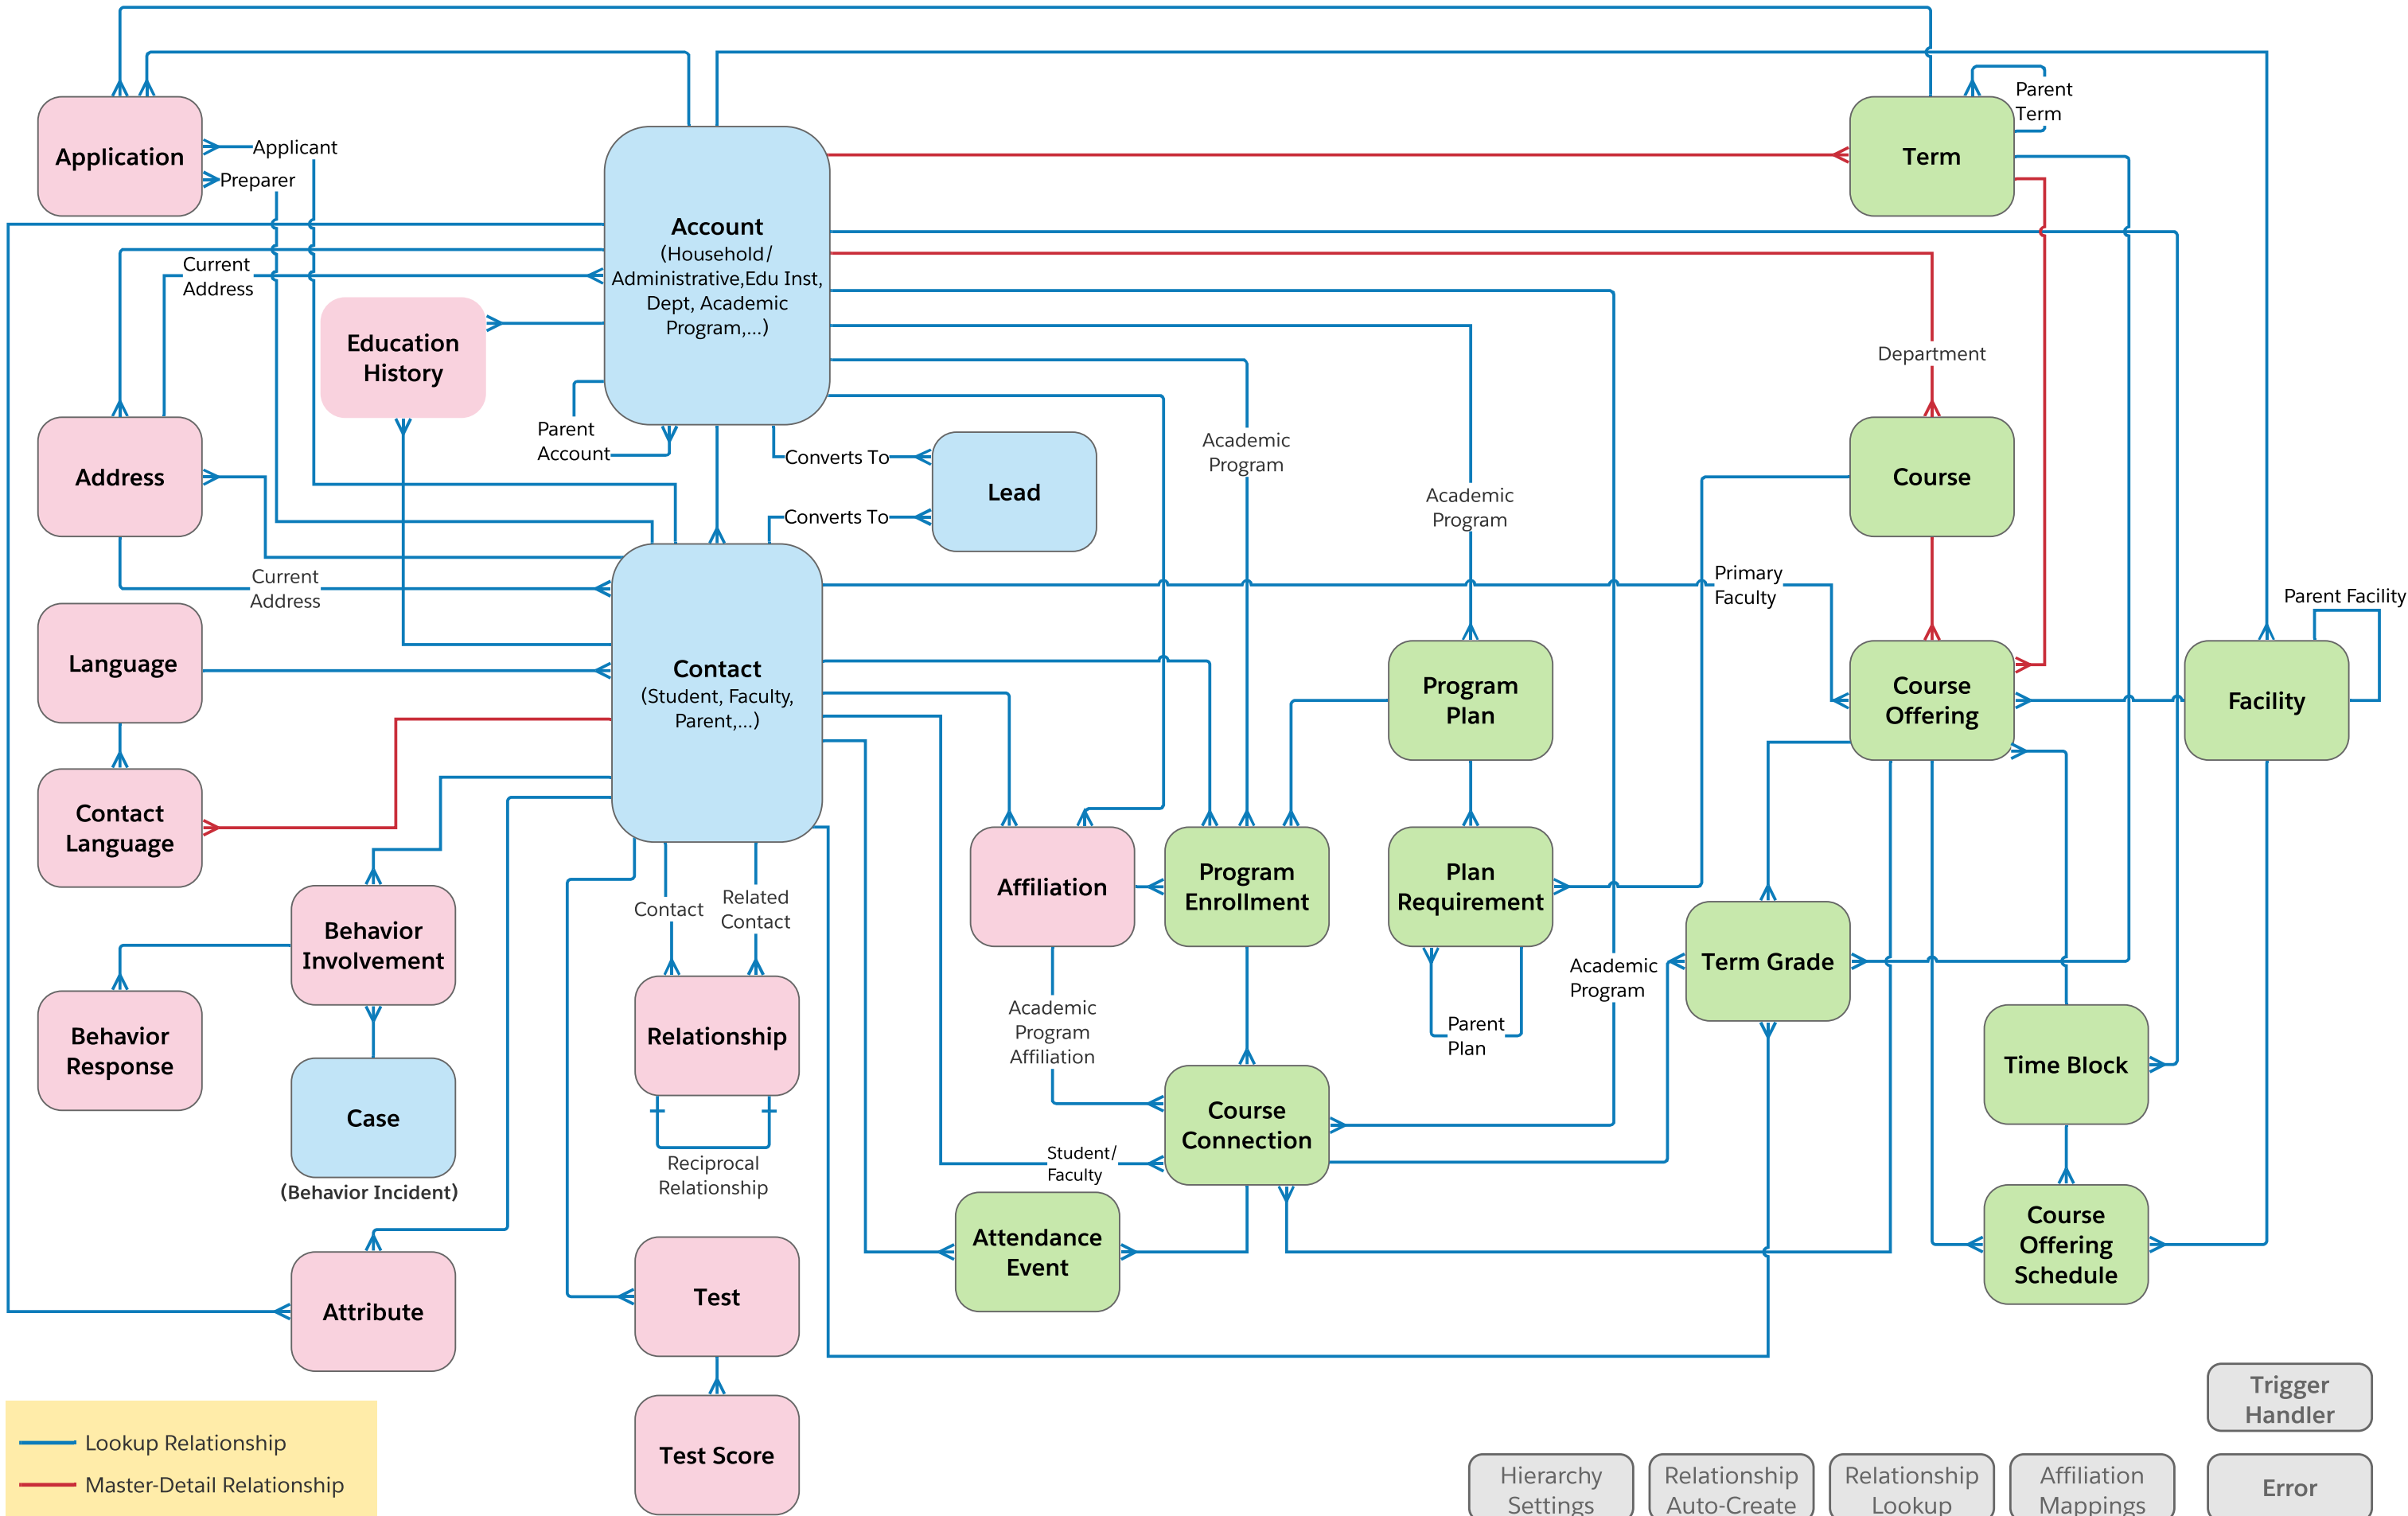 Parent
Term
Application
Applicant
Preparer
Term
Account
(Household/
Administrative,Edu Inst,
Dept, Academic
Program,...)
Current
Address
Education
History
Department
Parent
Account
Converts To
Academic
Program
Address
Lead
Course
Academic
Program
Converts To
Current
Address
Primary
Faculty
Parent Facility
Language
Contact
(Student, Faculty,
Parent,...)
Program
Plan
Course
Offering
Facility
Contact
Language
Affiliation
Program
Enrollment
Plan
Requirement
Contact
Related
Contact
Behavior
Involvement
Term Grade
Academic
Program
Behavior
Response
Relationship
Academic
Program
Affiliation
Parent
Plan
Time Block
Case
(Behavior Incident)
Course
Connection
Reciprocal
Relationship
Student/
Faculty
Attendance
Event
Course
Offering
Schedule
Attribute
Test
Test Score
Lookup Relationship
Master-Detail Relationship
Trigger
Handler
Hierarchy
Settings
Relationship
Auto-Create
Relationship
Lookup
Affiliation
Mappings
Error